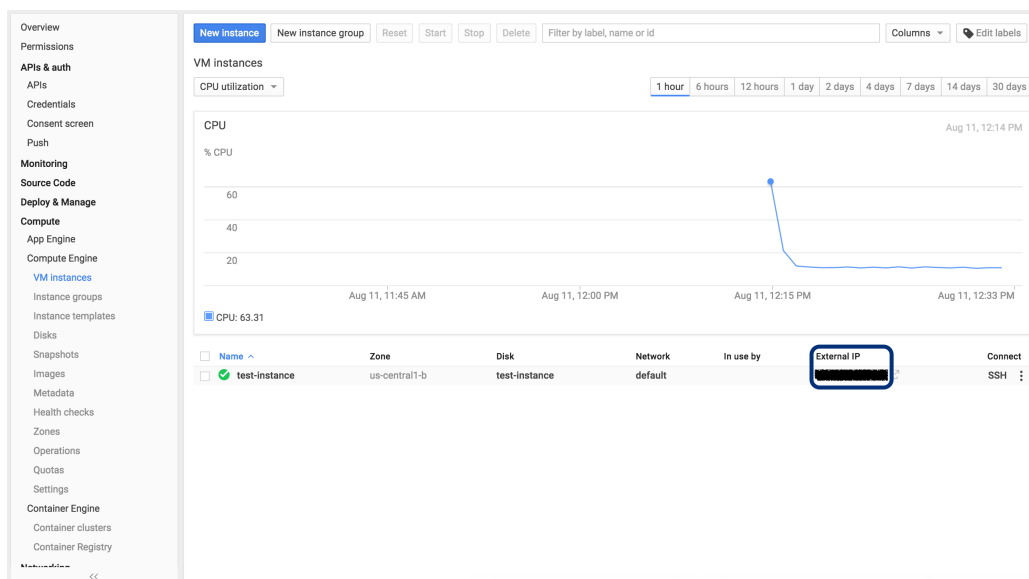 Overview
Permissions
APIs & auth
APIs
Credentials
Consent screen
Push
Monitoring
Source Code
Deploy & Manage
Compute
App Engine
Compute Engine
VM instances
Instance groups
Instance templates
Disks
Snapshots
Images
Metadata
Health checks
Zones
Operations
Quotas
Settings
Container Engine
Container clusters
Container Registry
Networking
<<
New instance New instance group Reset Start Stop Delete Filter by label, name or id Columns Edit labels
VM instances
CPU utilization 1 hour 6 hours 12 hours 1 day 2 days 4 days 7 days 14 days 30 days
CPU Aug 11, 12:14 PM
% CPU
60
40
20
Aug 11, 11:45 AM Aug 11, 12:00 PM Aug 11, 12:15 PM Aug 11, 12:33 PM
CPU: 63.31
Name Zone Disk Network In use by External IP Connect
test-instance us-central1-b test-instance default SSH